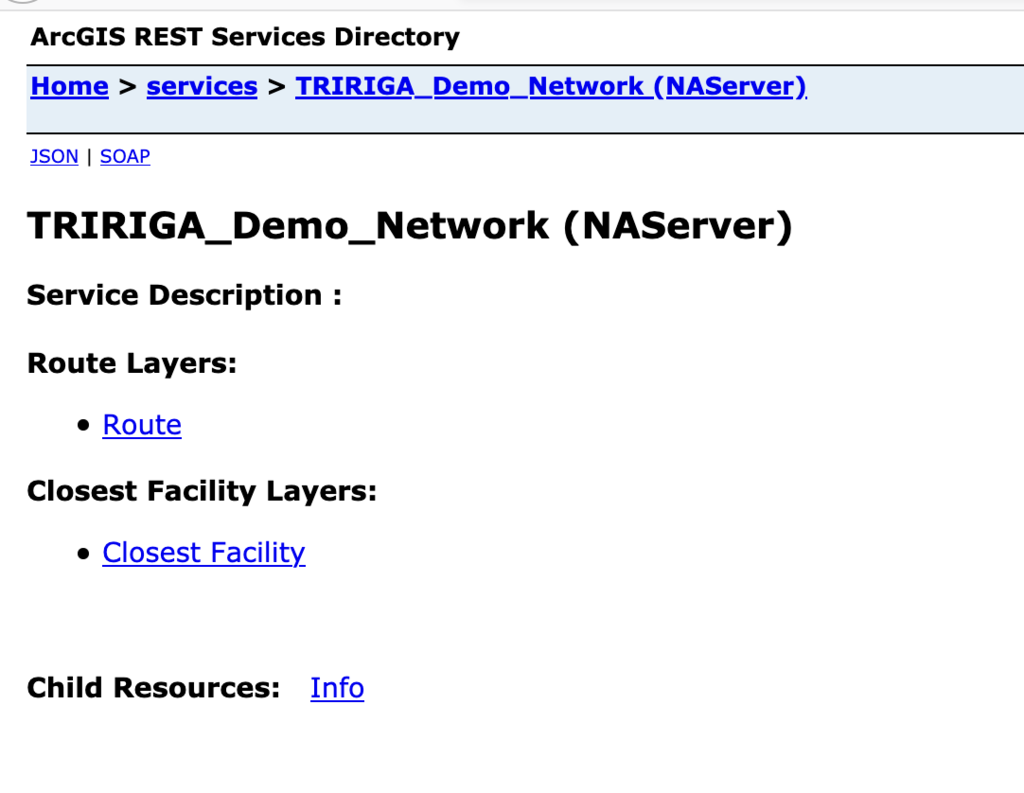 ArcGIS REST Services Directory
Home > services > TRIRIGA_Demo_Network (NAServer)
JSON | SOAP
TRIRIGA_Demo_Network (NAServer)
Service Description :
Route Layers:
• Route
Closest Facility Layers:
• Closest Facility
Child Resources: Info